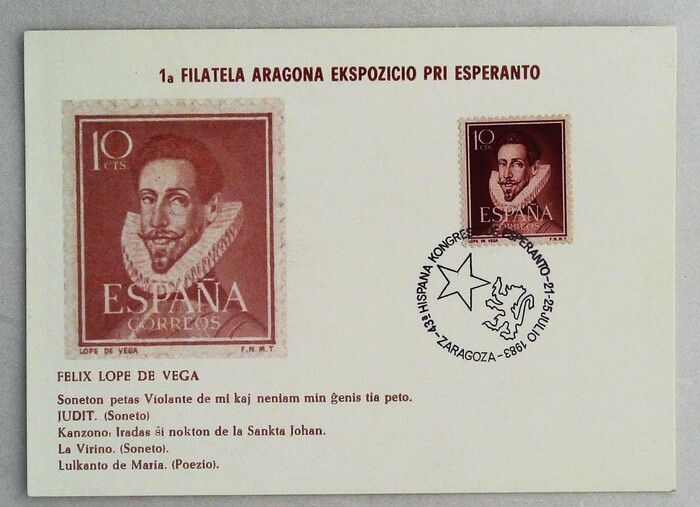 1a FILATELA ARAGONA EKSPOZICIO PRI ESPERANTO
10
CTS.
ESPAÑA
CORREOS
LOPE DE VEGA F.N.M.T.
10
CTS
ESPAÑA
CORREOS
LOPE DE VEGA F.N.M.T
43ª HISPANA KONGRES ESPERANTO-21-25 JULIO 1983-ZARAGOZA-
FELIX LOPE DE VEGA
Soneton petas Violante de mi kaj neniam min ĝenis tia peto.
JUDIT. (Soneto)
Kanzono: Iradas ŝi nokton de la Sankta Johan.
La Virino. (Soneto).
Lulkanto de Maria. (Poezio).